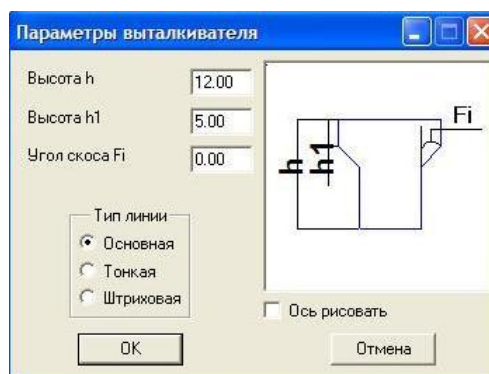 Параметры выталкивателя
Высота h 12.00
Высота h1 5.00
Угол скоса Fi 0.00
Fi
h
h1
Тип линии
Основная
Тонкая
Штриховая
Ось рисовать
OK
Отмена